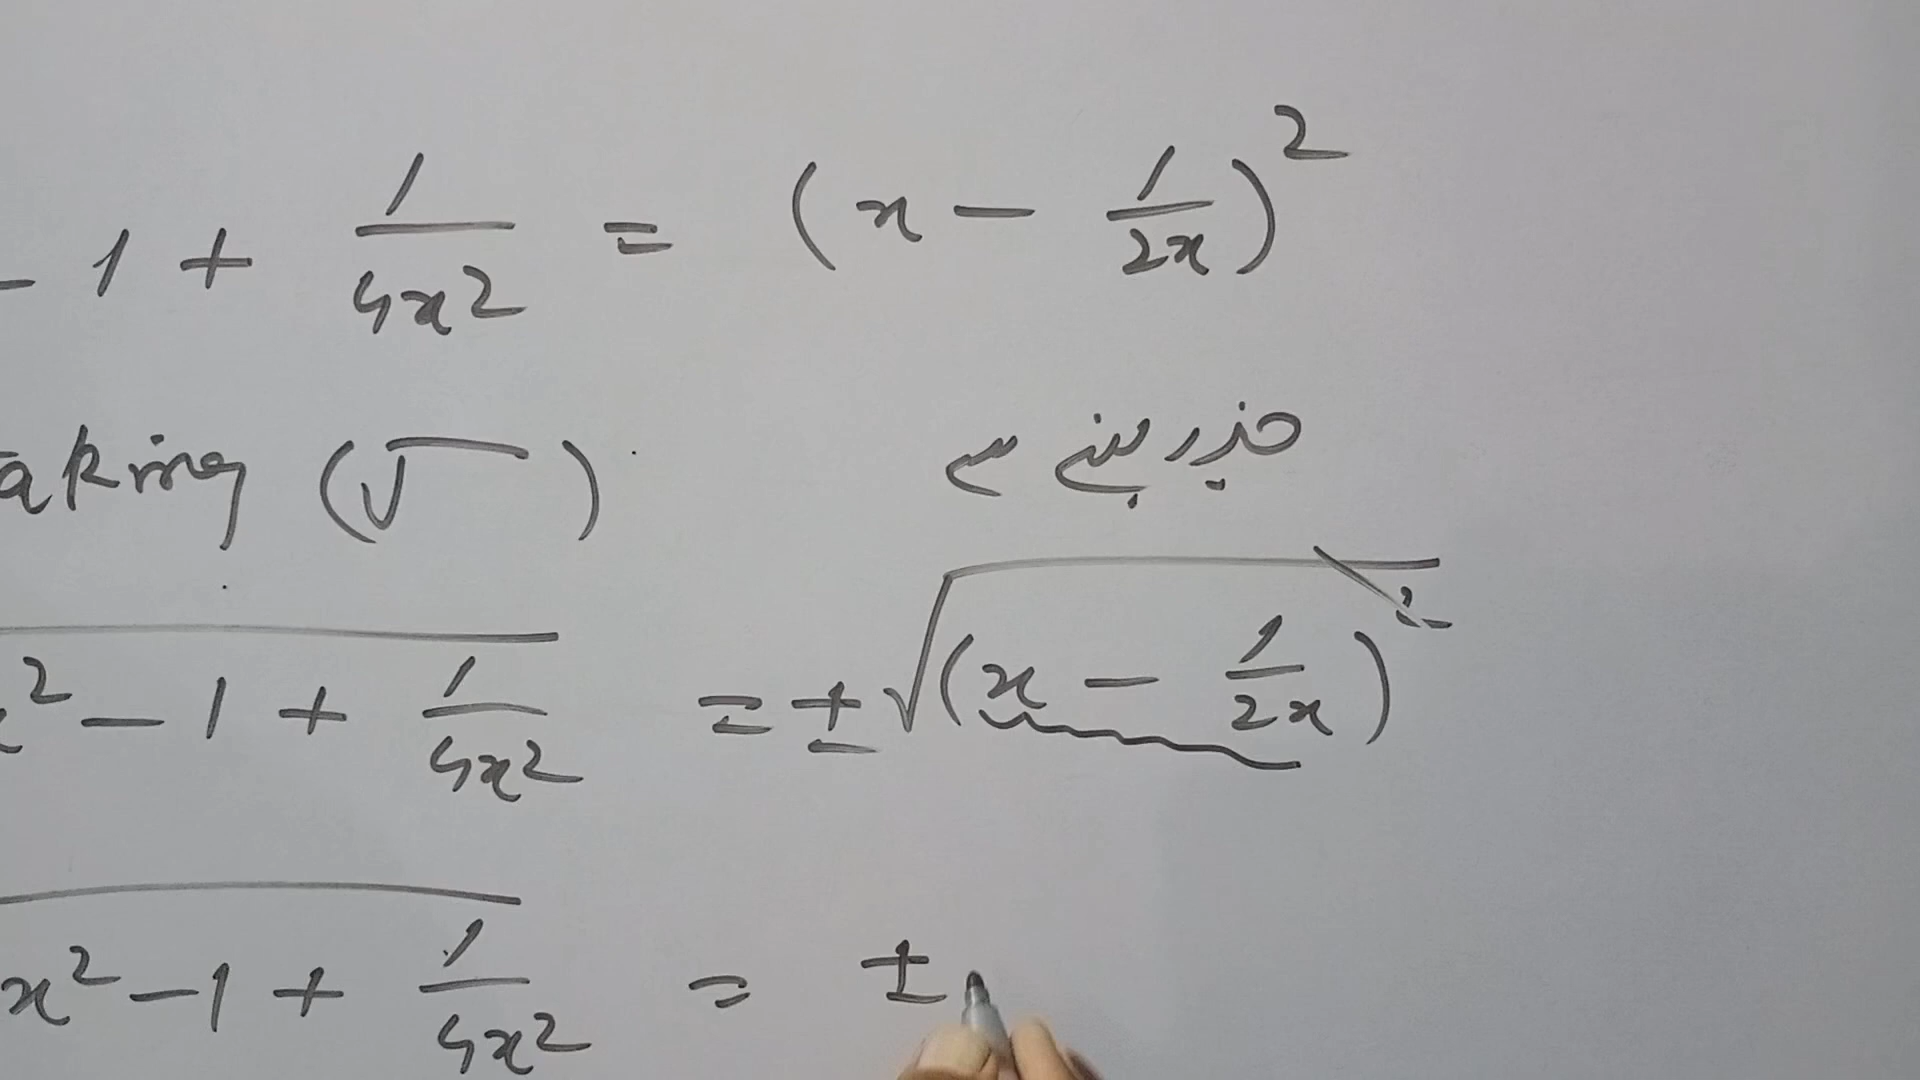 - 1 + 1/4x² = (x - 1/2x)²
aking (√ ) جذر لینے سے
x² - 1 + 1/4x² = ± √(x - 1/2x)²
x² - 1 + 1/4x² = ±